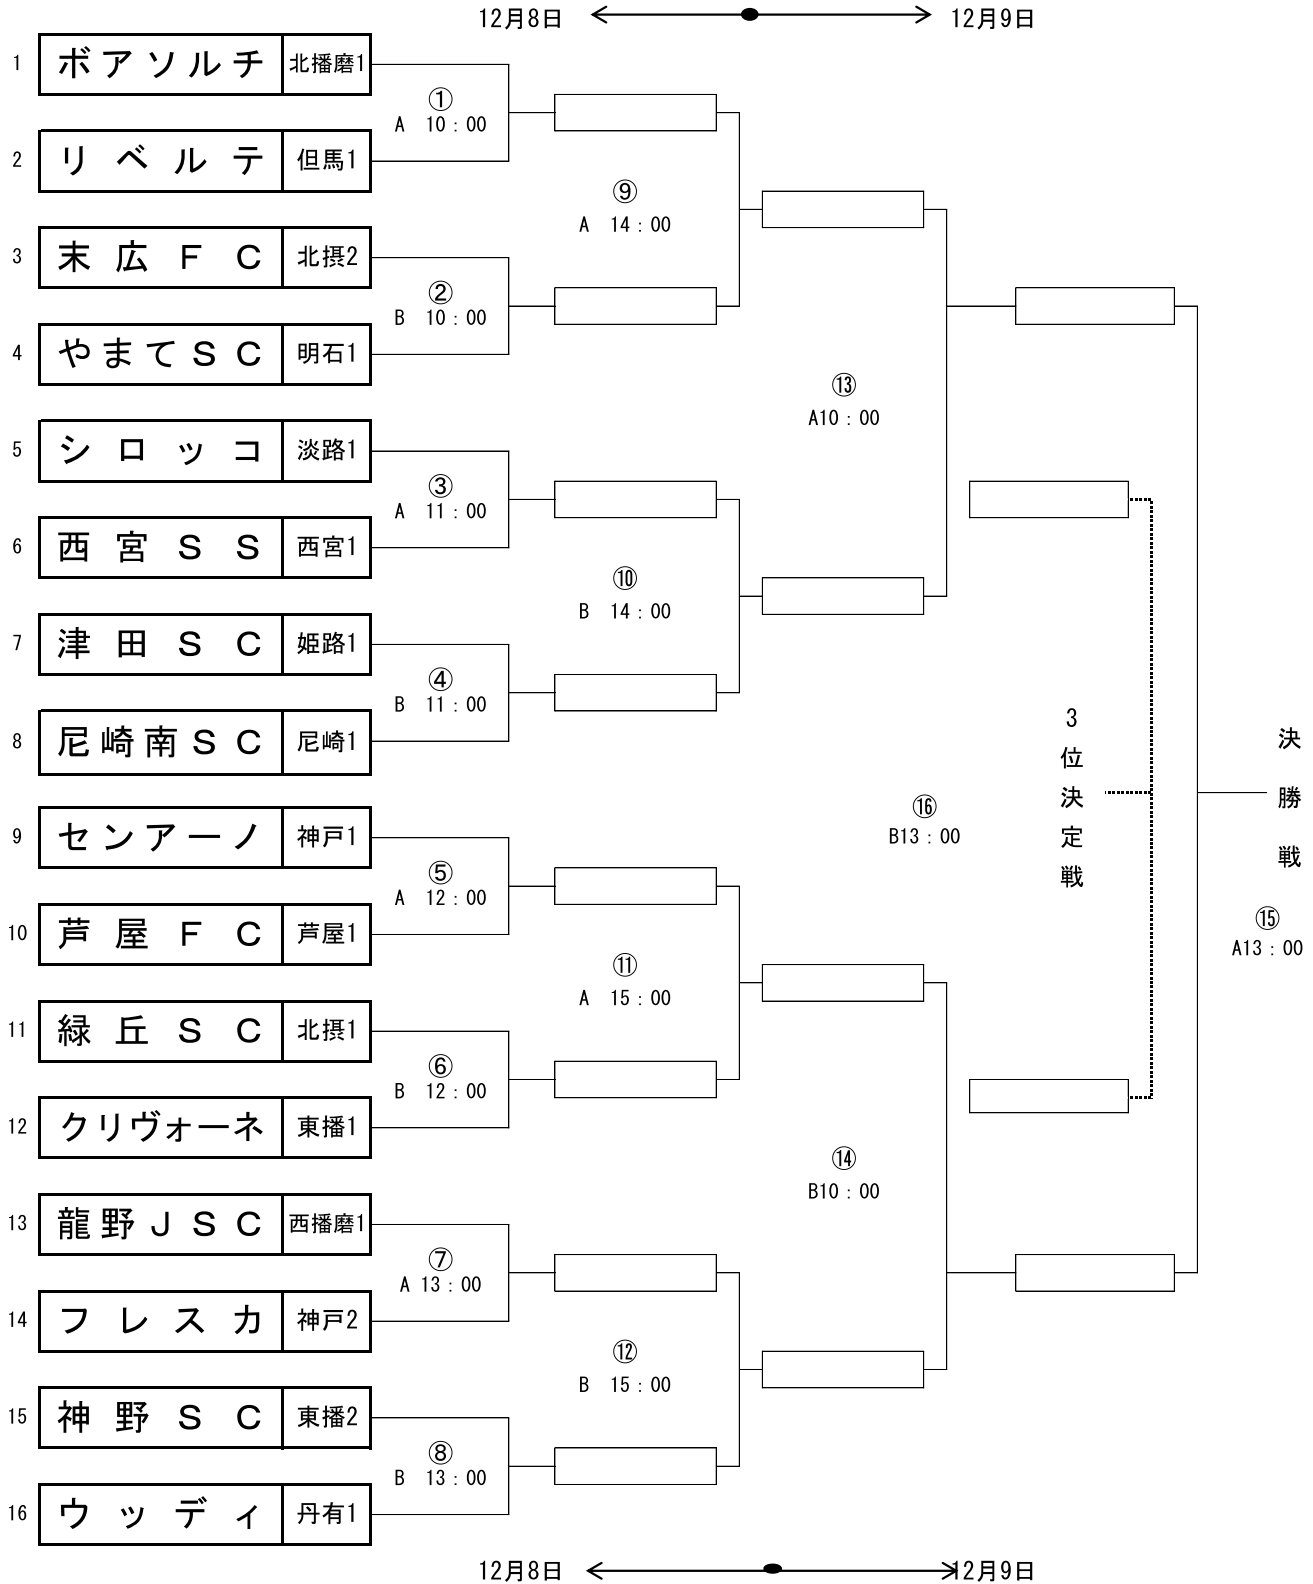 12月8日 12月9日
1 ボアソルチ 北播磨1
① A 10：00
2 リベルテ 但馬1
⑨ A 14：00
3 末広ＦＣ 北摂2
② B 10：00
4 やまてＳＣ 明石1
⑬ A10：00
5 シロッコ 淡路1
③ A 11：00
6 西宮ＳＳ 西宮1
⑩ B 14：00
7 津田ＳＣ 姫路1
④ B 11：00
8 尼崎南ＳＣ 尼崎1
3位決定戦
決勝戦
⑯ B13：00
⑮ A13：00
9 センアーノ 神戸1
⑤ A 12：00
10 芦屋ＦＣ 芦屋1
⑪ A 15：00
11 緑丘ＳＣ 北摂1
⑥ B 12：00
12 クリヴォーネ 東播1
⑭ B10：00
13 龍野ＪＳＣ 西播磨1
⑦ A 13：00
14 フレスカ 神戸2
⑫ B 15：00
15 神野ＳＣ 東播2
⑧ B 13：00
16 ウッディ 丹有1
12月8日 12月9日